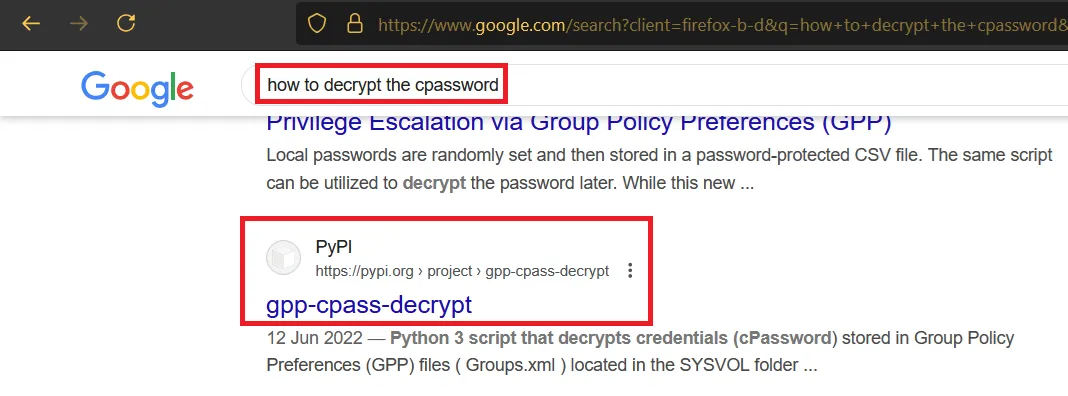 https://www.google.com/search?client=firefox-b-d&q=how+to+decrypt+the+cpassword&
Google
how to decrypt the cpassword
Privilege Escalation via Group Policy Preferences (GPP)
Local passwords are randomly set and then stored in a password-protected CSV file. The same script
can be utilized to decrypt the password later. While this new ...
PyPI
https://pypi.org › project › gpp-cpass-decrypt
gpp-cpass-decrypt
12 Jun 2022 — Python 3 script that decrypts credentials (cPassword) stored in Group Policy
Preferences (GPP) files ( Groups.xml ) located in the SYSVOL folder ...